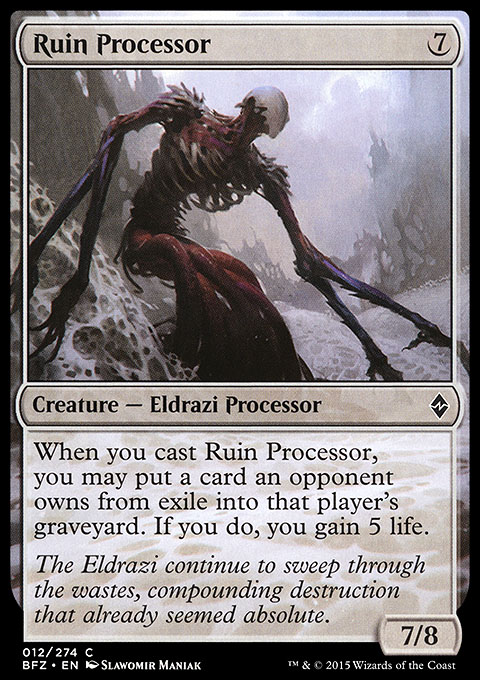 Ruin Processor 7
Creature — Eldrazi Processor
When you cast Ruin Processor,
you may put a card an opponent
owns from exile into that player's
graveyard. If you do, you gain 5 life.
The Eldrazi continue to sweep through
the wastes, compounding destruction
that already seemed absolute.
7/8
012/274 C
BFZ • EN Slawomir Maniak
™ & © 2015 Wizards of the Coast